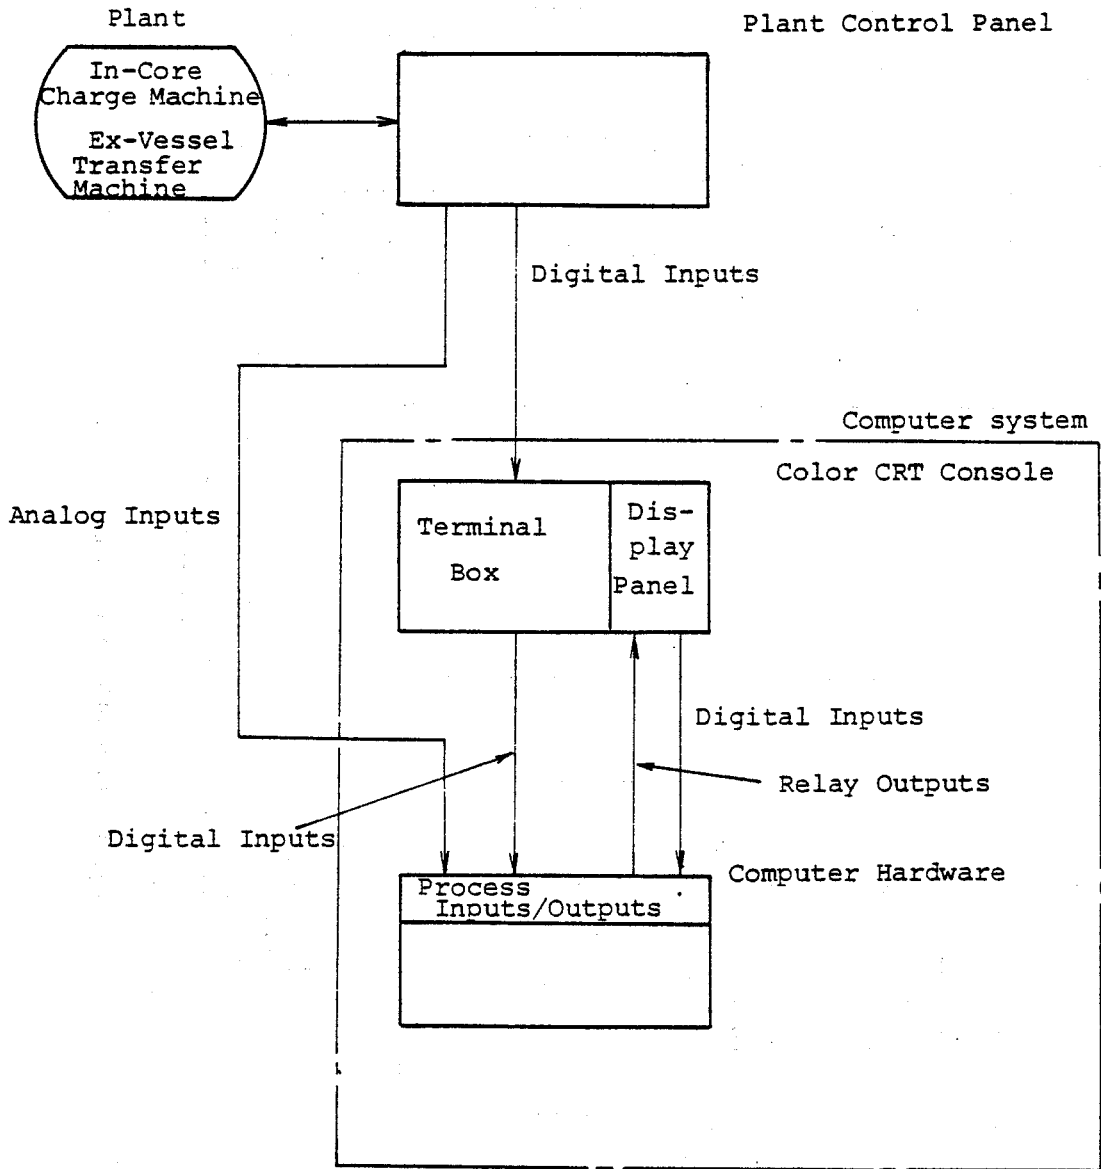 Plant
Plant Control Panel
In-Core
Charge Machine
Ex-Vessel
Transfer
Machine
Digital Inputs
Computer system
Color CRT Console
Analog Inputs
Terminal
Box
Dis-
play
Panel
Digital Inputs
Relay Outputs
Digital Inputs
Computer Hardware
Process
Inputs/Outputs